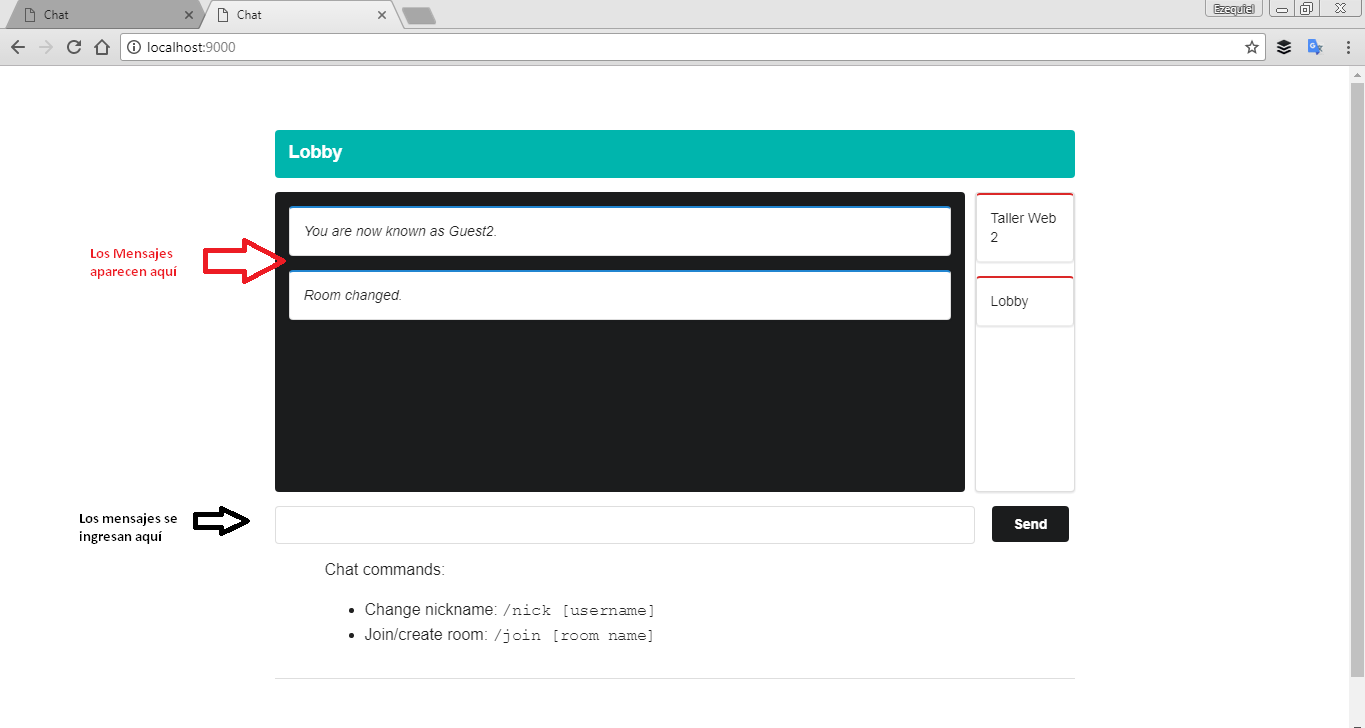 Chat
Chat
Ezequiel
localhost:9000
Lobby
You are now known as Guest2.
Room changed.
Taller Web
2
Lobby
Los Mensajes
aparecen aquí
Los mensajes se
ingresan aquí
Send
Chat commands:
• Change nickname: /nick [username]
• Join/create room: /join [room name]